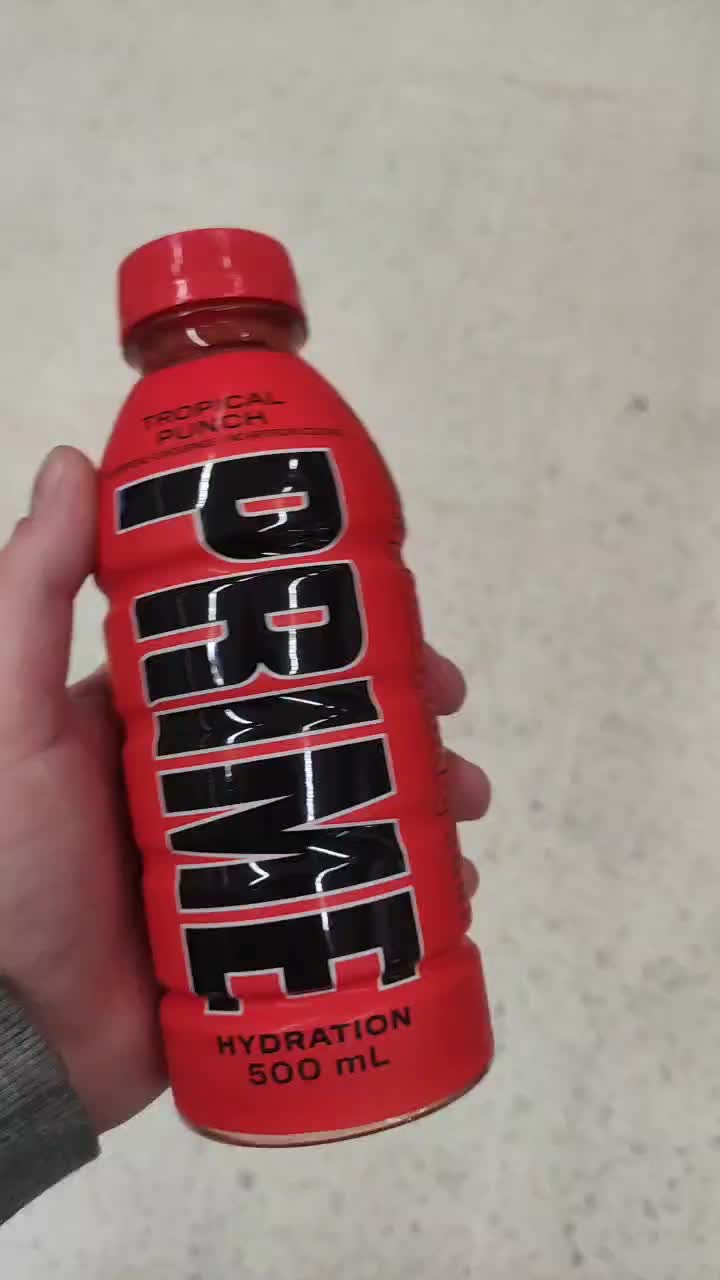 TROPICAL
PUNCH
PRIME
HYDRATION
500 mL